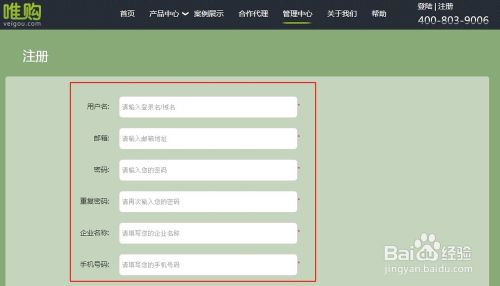 唯购
veigou.com
首页 产品中心 案例展示 合作代理 管理中心 关于我们 帮助
登陆 | 注册
400-803-9006
注册
用户名: 请输入登录名/域名 *
邮箱: 请输入邮箱地址 *
密码: 请输入您的密码 *
重复密码: 请再次输入您的密码 *
企业名称: 请填写您的企业名称 *
手机号码: 请填写您的手机号码 *
Baidu经验
jingyan.baidu.com